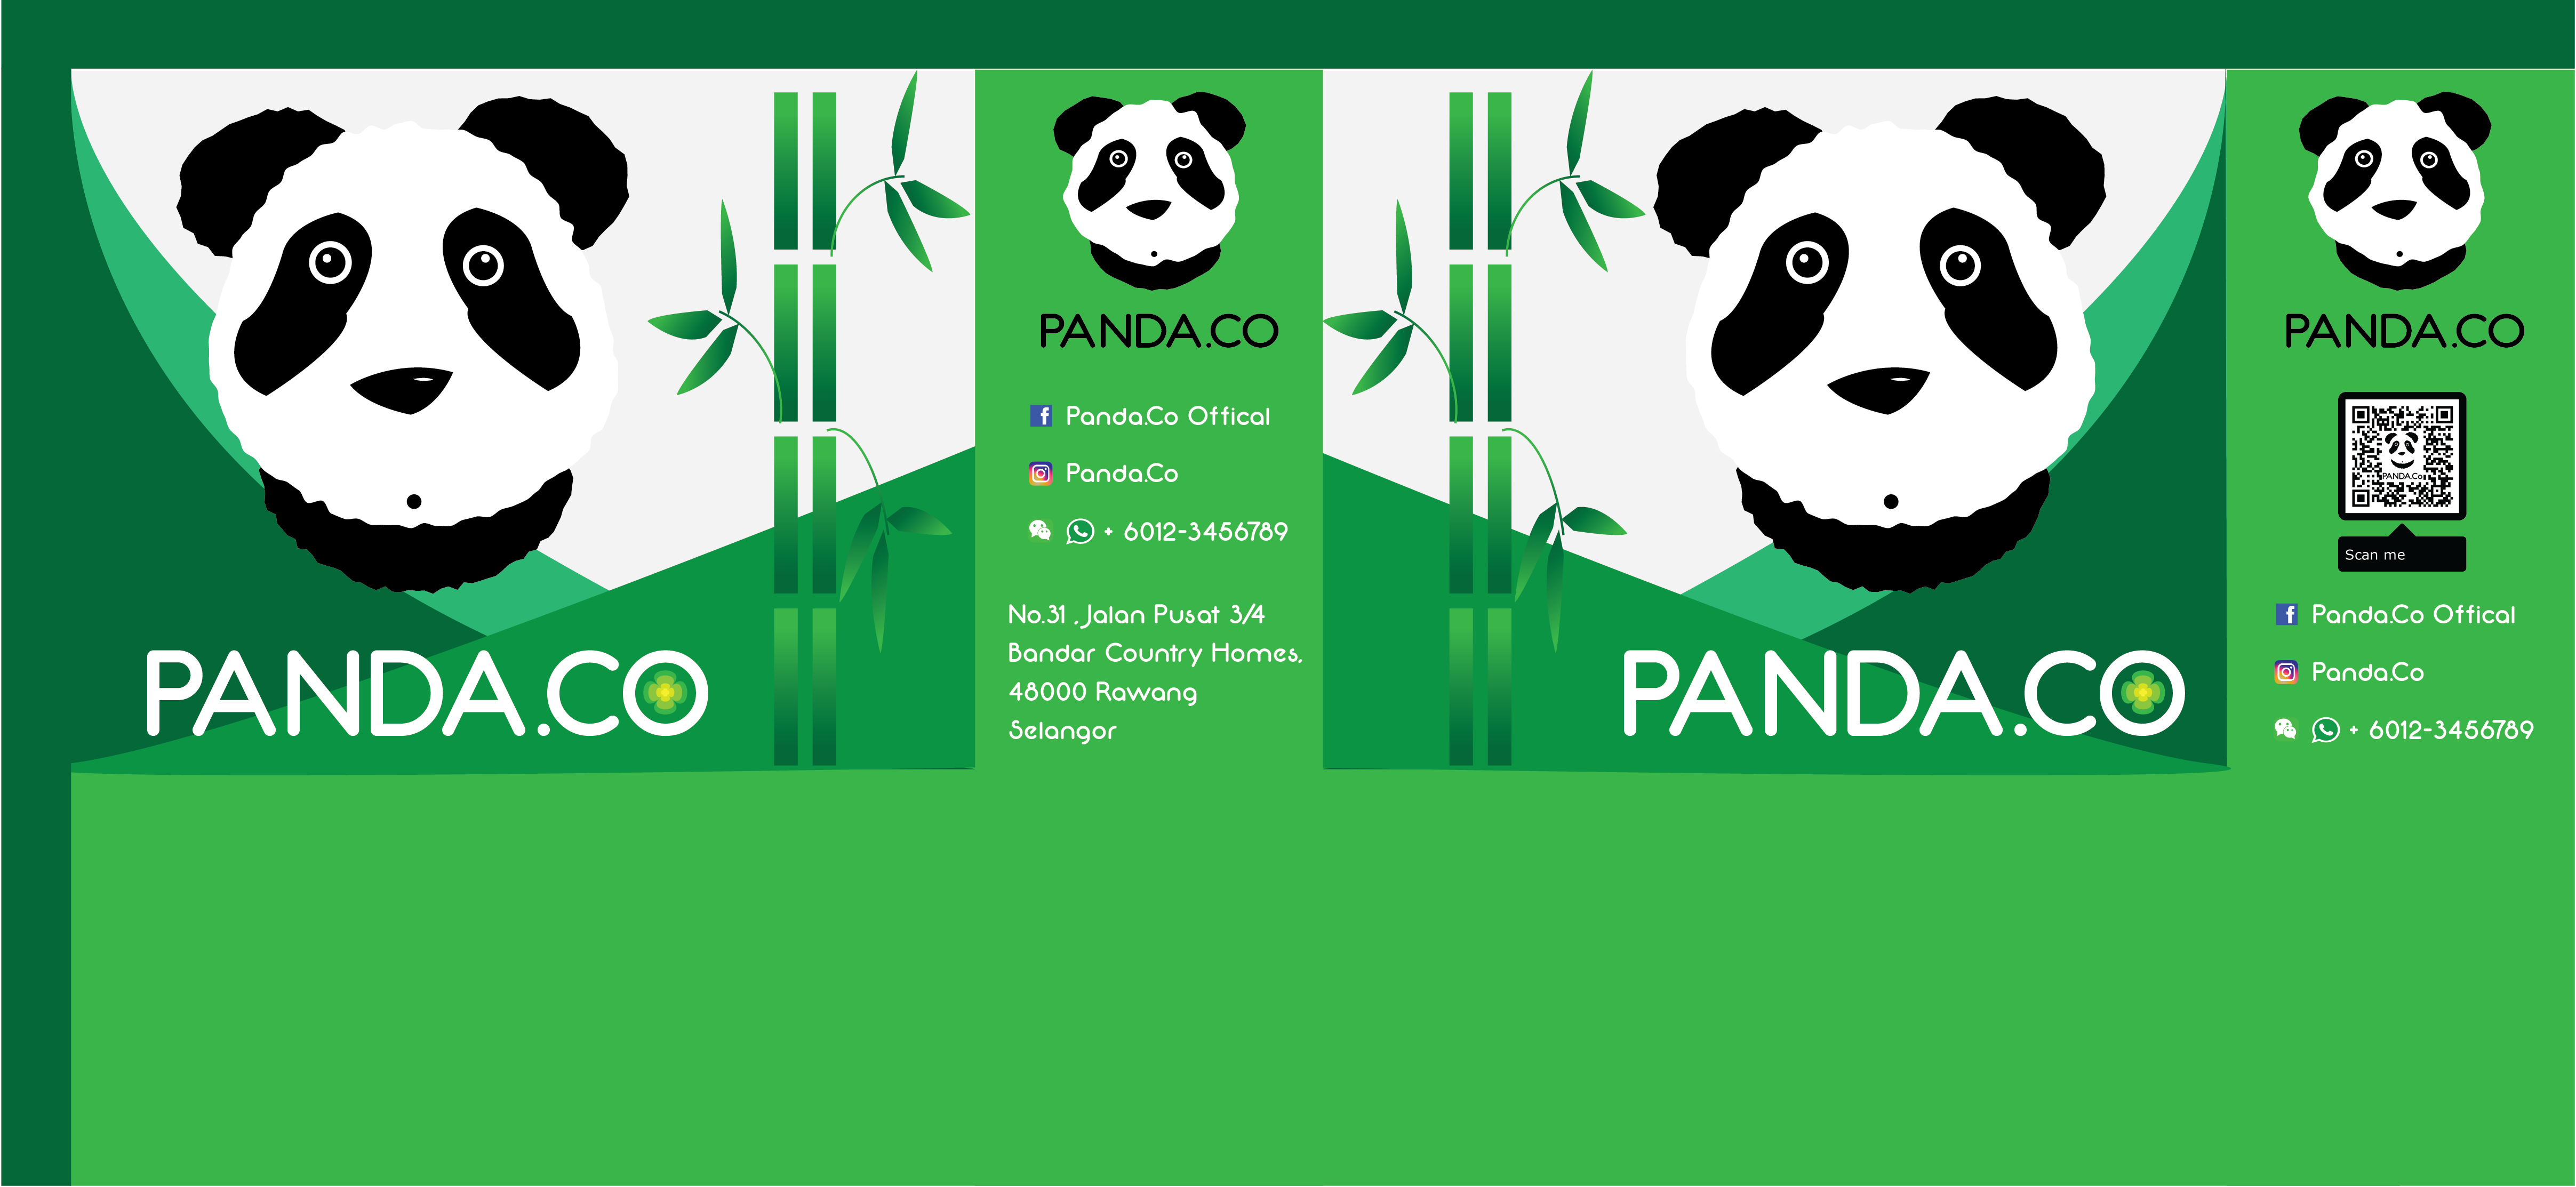 PANDA.CO
PANDA.CO
Panda.Co Offical
Panda.Co
+ 6012-3456789
No.31 , Jalan Pusat 3/4
Bandar Country Homes,
48000 Rawang
Selangor
PANDA.CO
PANDA.CO
PANDA.Co
Scan me
Panda.Co Offical
Panda.Co
+ 6012-3456789